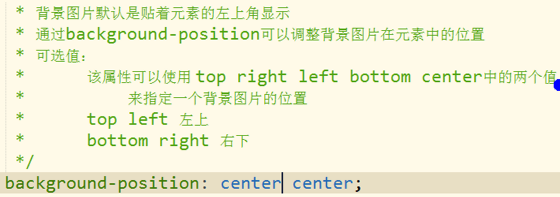 * 背景图片默认是贴着元素的左上角显示
* 通过background-position可以调整背景图片在元素中的位置
* 可选值:
* 该属性可以使用 top right left bottom center中的两个值
* 来指定一个背景图片的位置
* top left 左上
* bottom right 右下
*/
background-position: center center;